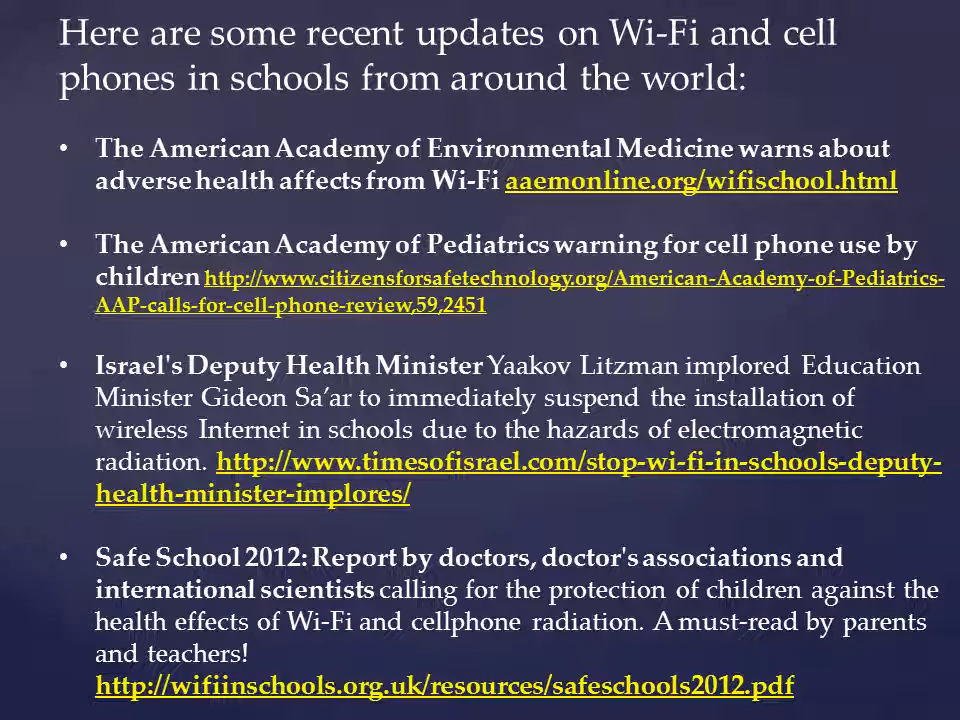 Here are some recent updates on Wi-Fi and cell
phones in schools from around the world:
• The American Academy of Environmental Medicine warns about
adverse health affects from Wi-Fi aaemonline.org/wifischool.html
• The American Academy of Pediatrics warning for cell phone use by
children http://www.citizensforsafetechnology.org/American-Academy-of-Pediatrics-
AAP-calls-for-cell-phone-review,59,2451
• Israel's Deputy Health Minister Yaakov Litzman implored Education
Minister Gideon Sa’ar to immediately suspend the installation of
wireless Internet in schools due to the hazards of electromagnetic
radiation. http://www.timesofisrael.com/stop-wi-fi-in-schools-deputy-
health-minister-implores/
• Safe School 2012: Report by doctors, doctor's associations and
international scientists calling for the protection of children against the
health effects of Wi-Fi and cellphone radiation. A must-read by parents
and teachers!
http://wifiinschools.org.uk/resources/safeschools2012.pdf